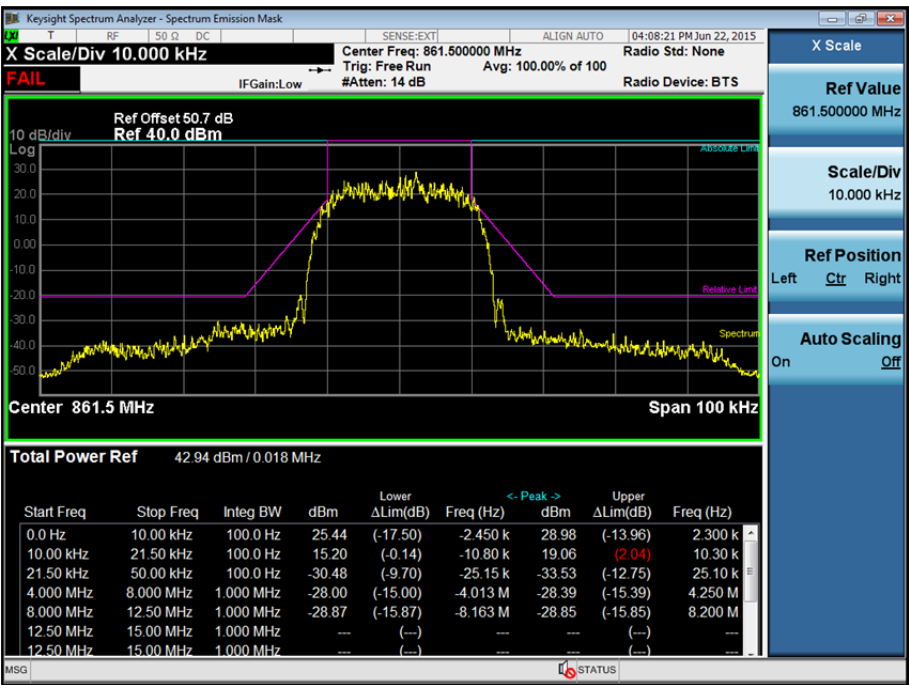 Keysight Spectrum Analyzer - Spectrum Emission Mask
LXI T RF 50 Ω DC SENSE:EXT ALIGN AUTO 04:08:21 PM Jun 22, 2015
X Scale/Div 10.000 kHz
Center Freq: 861.500000 MHz
Radio Std: None
Trig: Free Run Avg: 100.00% of 100
FAIL
IFGain:Low
#Atten: 14 dB
Radio Device: BTS
Ref Offset 50.7 dB
10 dB/div Ref 40.0 dBm
Log
Absolute Limit
30.0
20.0
10.0
0.00
-10.0
-20.0
Relative Limit
-30.0
Spectrum
-40.0
-50.0
Center 861.5 MHz Span 100 kHz
Total Power Ref 42.94 dBm / 0.018 MHz
Lower <- Peak -> Upper
Start Freq Stop Freq Integ BW dBm ΔLim(dB) Freq (Hz) dBm ΔLim(dB) Freq (Hz)
0.0 Hz 10.00 kHz 100.0 Hz 25.44 (-17.50) -2.450 k 28.98 (-13.96) 2.300 k
10.00 kHz 21.50 kHz 100.0 Hz 15.20 (-0.14) -10.80 k 19.06 (2.04) 10.30 k
21.50 kHz 50.00 kHz 100.0 Hz -30.48 (-9.70) -25.15 k -33.53 (-12.75) 25.10 k
4.000 MHz 8.000 MHz 1.000 MHz -28.00 (-15.00) -4.013 M -28.39 (-15.39) 4.250 M
8.000 MHz 12.50 MHz 1.000 MHz -28.87 (-15.87) -8.163 M -28.85 (-15.85) 8.200 M
12.50 MHz 15.00 MHz 1.000 MHz --- (---) --- --- (---) ---
12.50 MHz 15.00 MHz 1.000 MHz --- (---) --- --- (---) ---
MSG STATUS
X Scale
Ref Value
861.500000 MHz
Scale/Div
10.000 kHz
Ref Position
Left Ctr Right
Auto Scaling
On Off